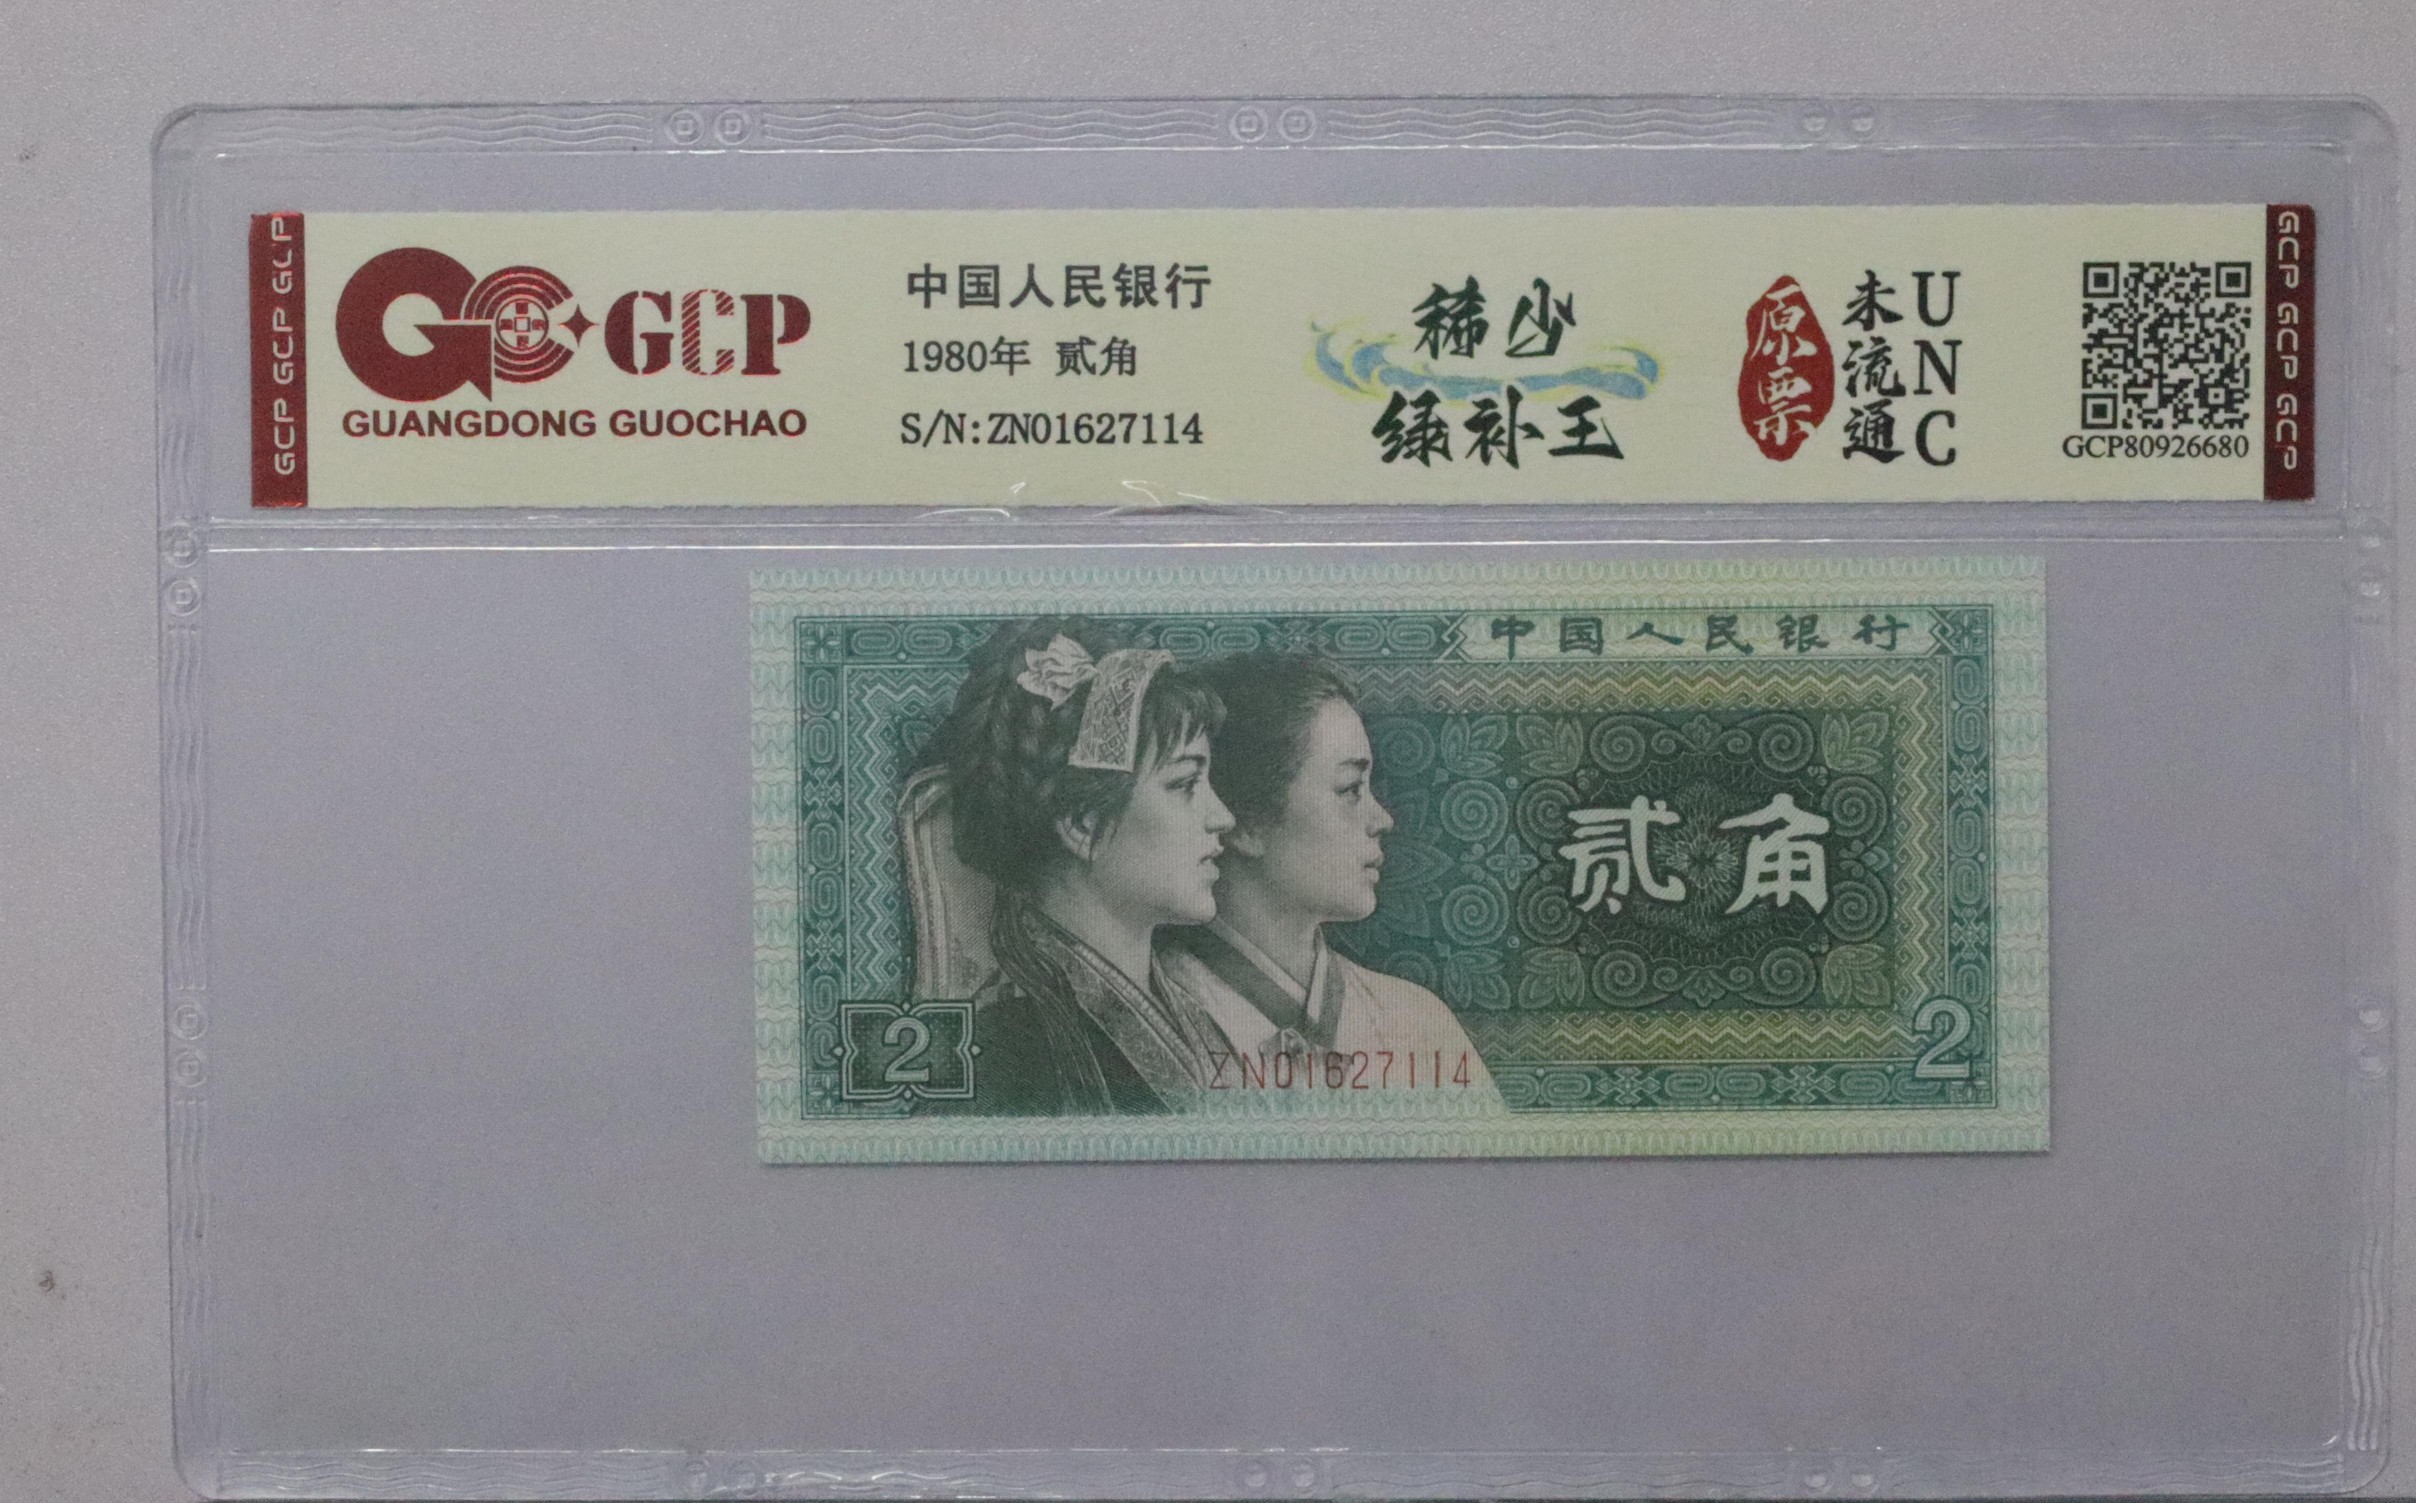 GCP GCP GCP
GCP
GUANGDONG GUOCHAO
中国人民银行
1980年 贰角
S/N:ZN01627114
稀少
绿补王
原票
未流通
UNC
GCP80926680
GCP GCP GCP
中国人民银行
贰角
2
2
ZN01627114